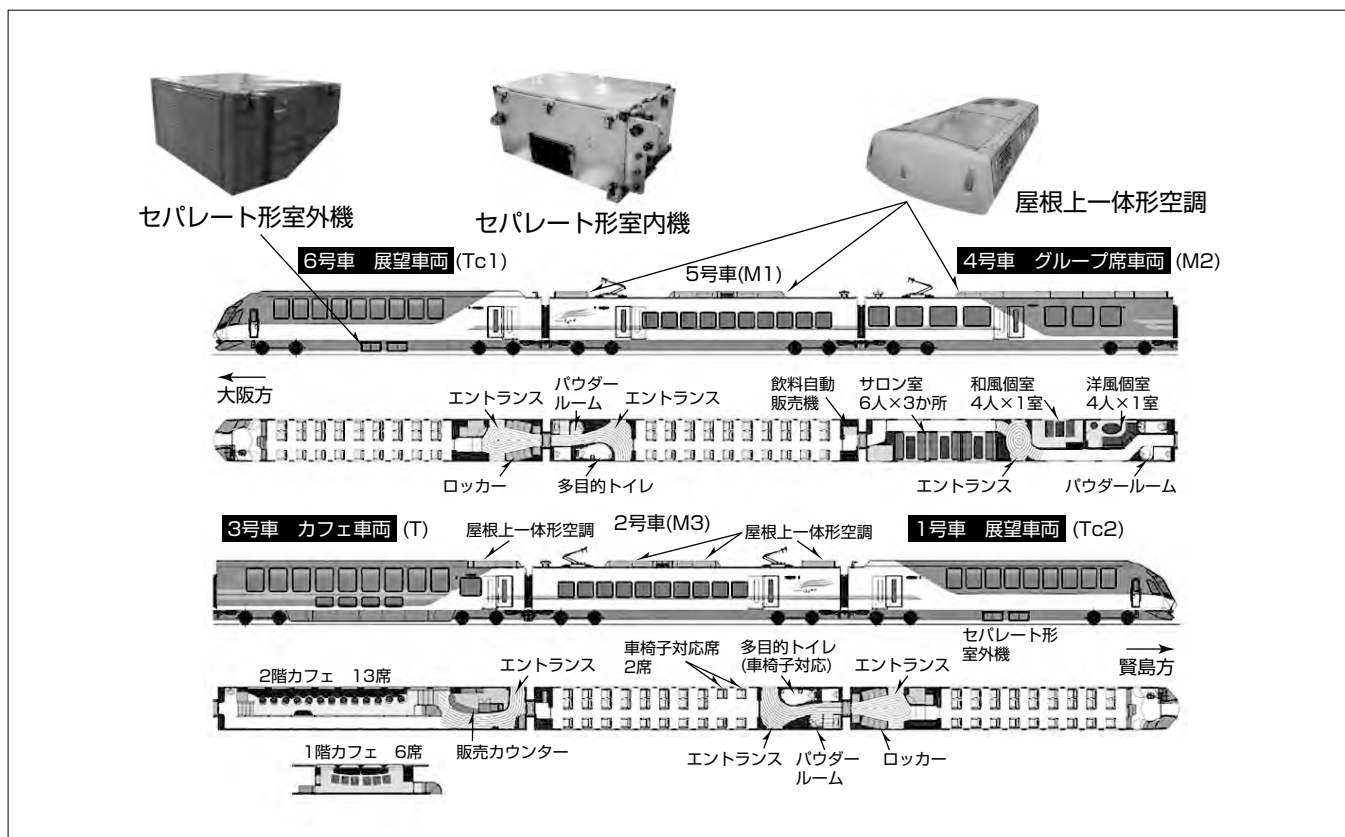 セパレート形室外機
セパレート形室内機
屋根上一体形空調
6号車　展望車両 (Tc1)
5号車(M1)
4号車　グループ席車両 (M2)
大阪方
エントランス
パウダー
ルーム
エントランス
飲料自動
販売機
サロン室
6人×3か所
和風個室
4人×1室
洋風個室
4人×1室
ロッカー
多目的トイレ
エントランス
パウダールーム
3号車　カフェ車両 (T)
屋根上一体形空調
2号車(M3)
屋根上一体形空調
1号車　展望車両 (Tc2)
セパレート形
室外機
賢島方
2階カフェ　13席
エントランス
車椅子対応席
2席
多目的トイレ
(車椅子対応)
エントランス
販売カウンター
1階カフェ　6席
エントランス
パウダー
ルーム
ロッカー